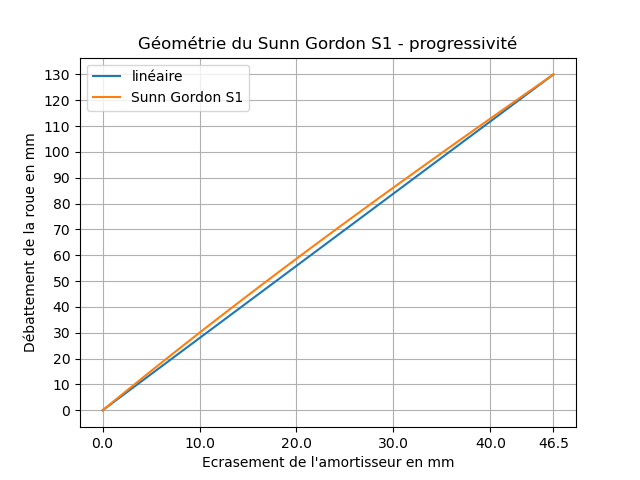 Géométrie du Sunn Gordon S1 - progressivité
linéaire
Sunn Gordon S1
Débattement de la roue en mm
130
120
110
100
90
80
70
60
50
40
30
20
10
0
0.0 10.0 20.0 30.0 40.0 46.5
Ecrasement de l'amortisseur en mm